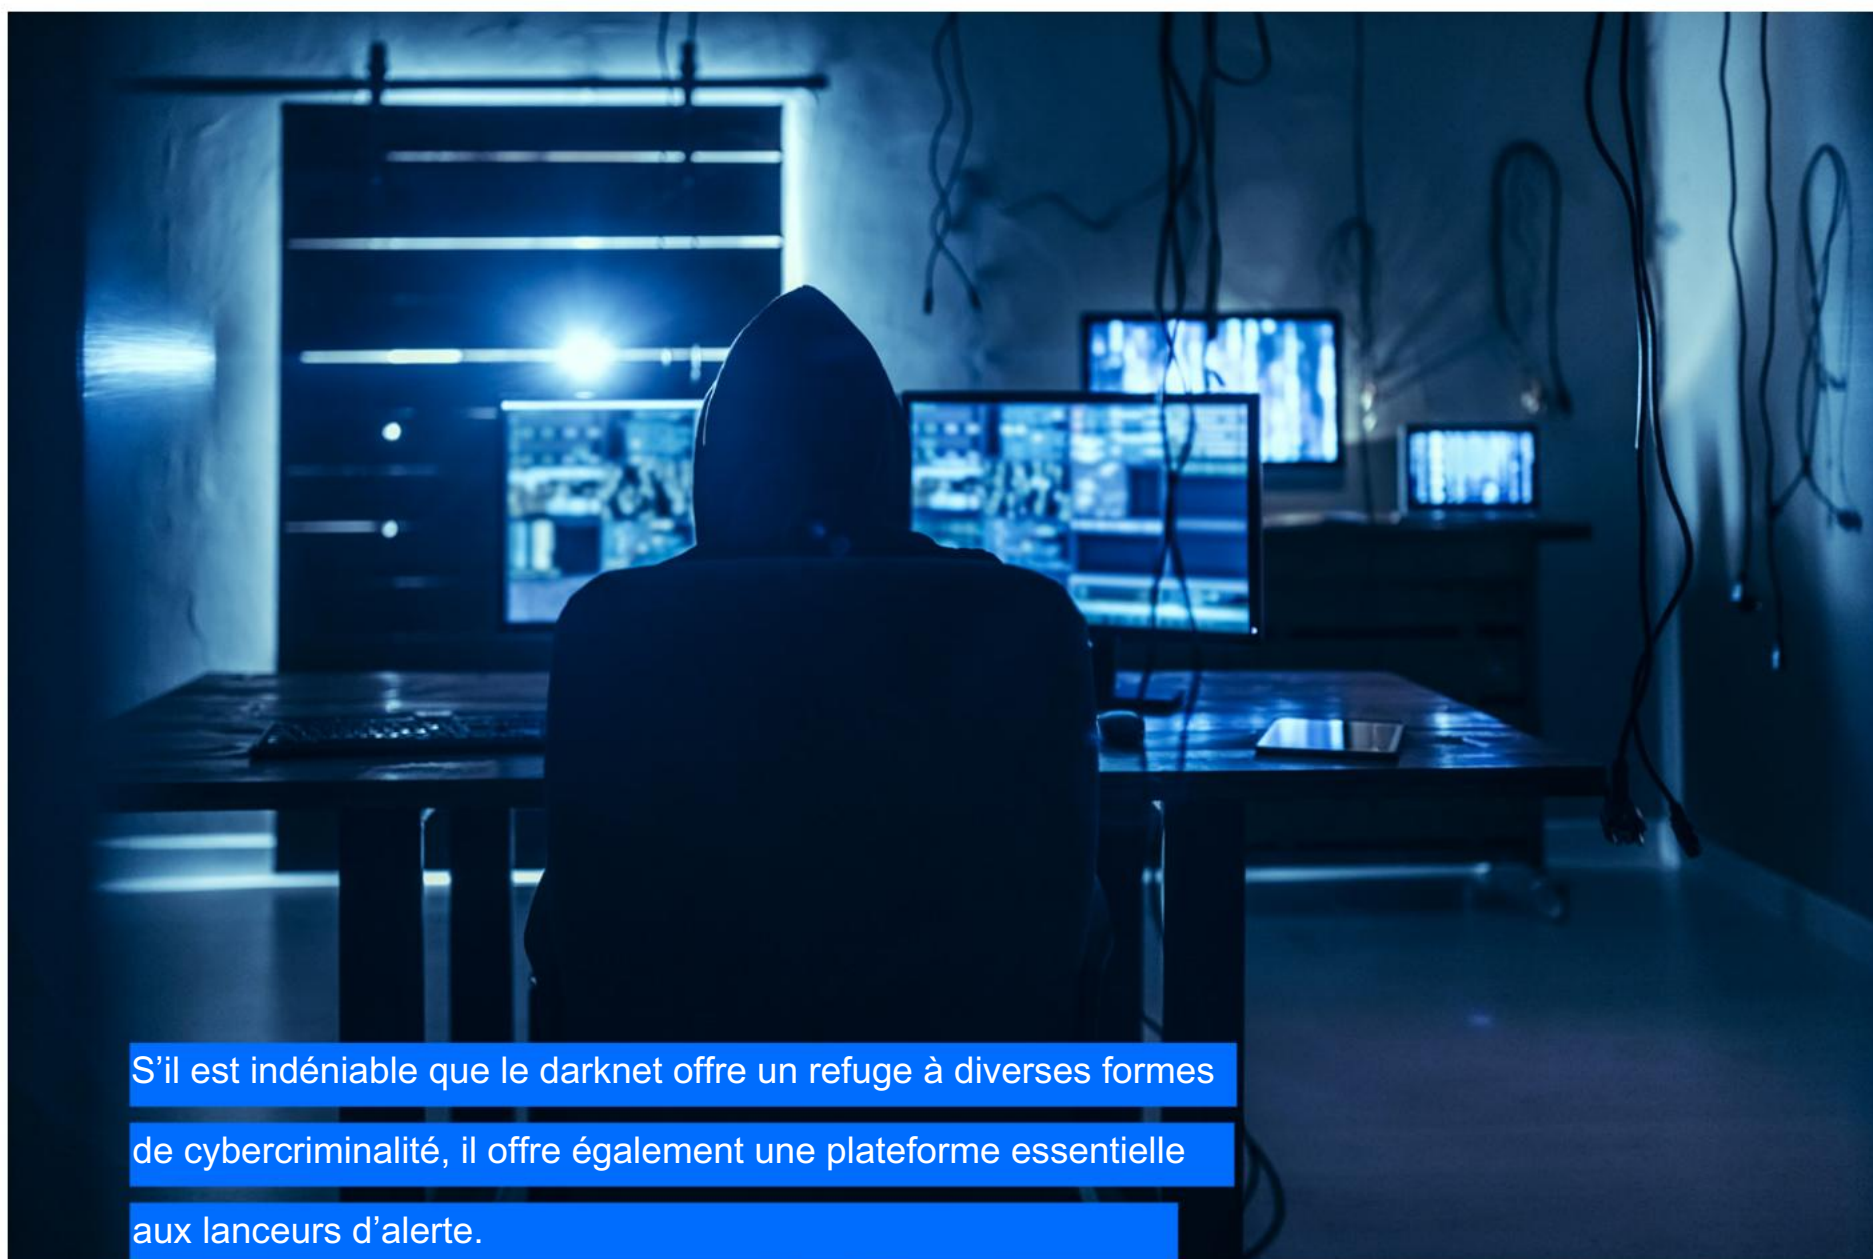 S’il est indéniable que le darknet offre un refuge à diverses formes
de cybercriminalité, il offre également une plateforme essentielle
aux lanceurs d’alerte.